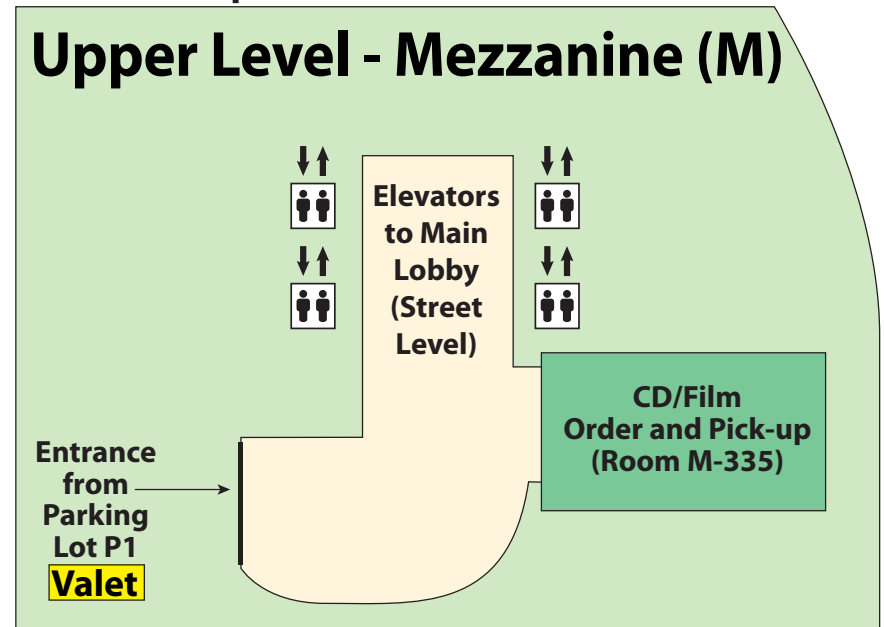 Upper Level - Mezzanine (M)
Elevators
to Main
Lobby
(Street
Level)
CD/Film
Order and Pick-up
(Room M-335)
Entrance
from
Parking
Lot P1
Valet